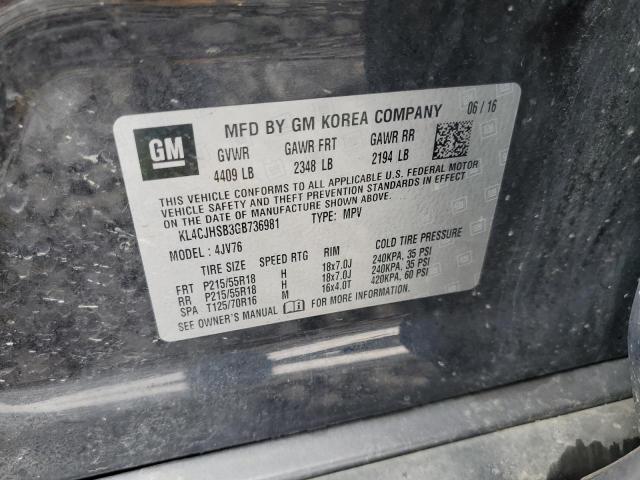 MFD BY GM KOREA COMPANY 06 / 16
GM
GVWR GAWR FRT GAWR RR
4409 LB 2348 LB 2194 LB
THIS VEHICLE CONFORMS TO ALL APPLICABLE U.S. FEDERAL MOTOR
VEHICLE SAFETY AND THEFT PREVENTION STANDARDS IN EFFECT
ON THE DATE OF MANUFACTURE SHOWN ABOVE.
KL4CJHSB3GB736981 TYPE: MPV
MODEL: 4JV76
TIRE SIZE SPEED RTG RIM COLD TIRE PRESSURE
FRT P215/55R18 H 18x7.0J 240KPA, 35 PSI
RR P215/55R18 H 18x7.0J 240KPA, 35 PSI
SPA T125/70R16 M 16x4.0T 420KPA, 60 PSI
SEE OWNER'S MANUAL FOR MORE INFORMATION.